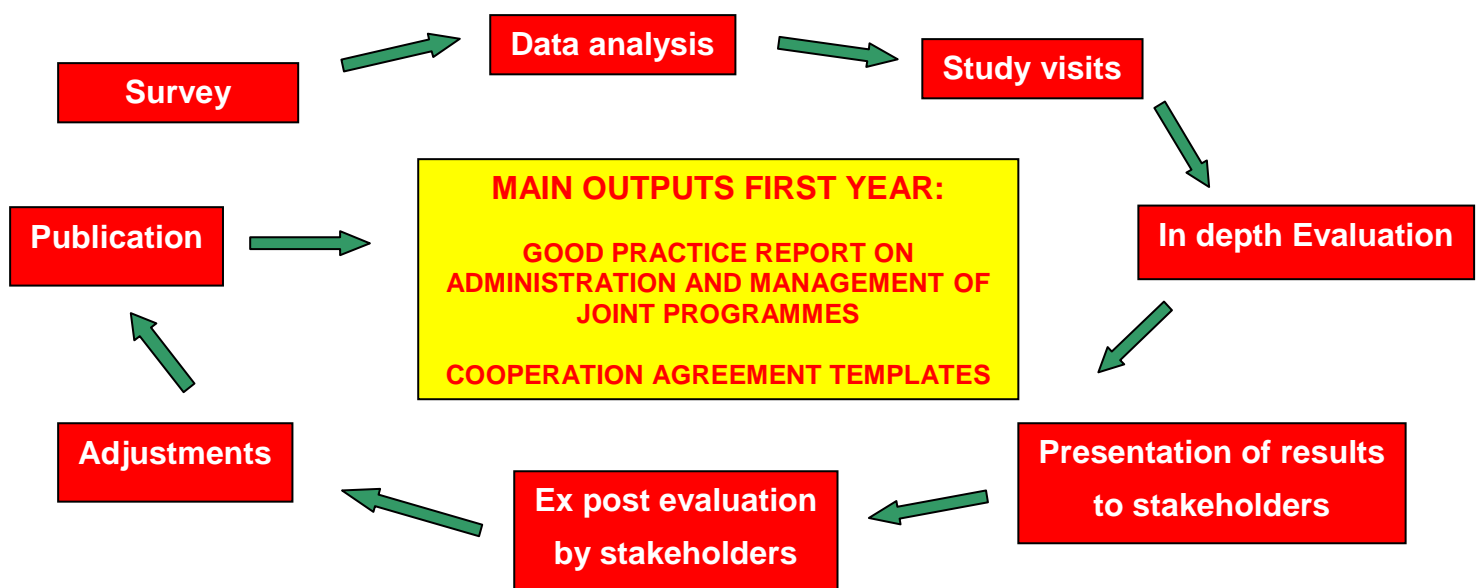 Survey
Data analysis
Study visits
In depth Evaluation
Presentation of results
to stakeholders
Ex post evaluation
by stakeholders
Adjustments
Publication
MAIN OUTPUTS FIRST YEAR:
GOOD PRACTICE REPORT ON
ADMINISTRATION AND MANAGEMENT OF
JOINT PROGRAMMES
COOPERATION AGREEMENT TEMPLATES